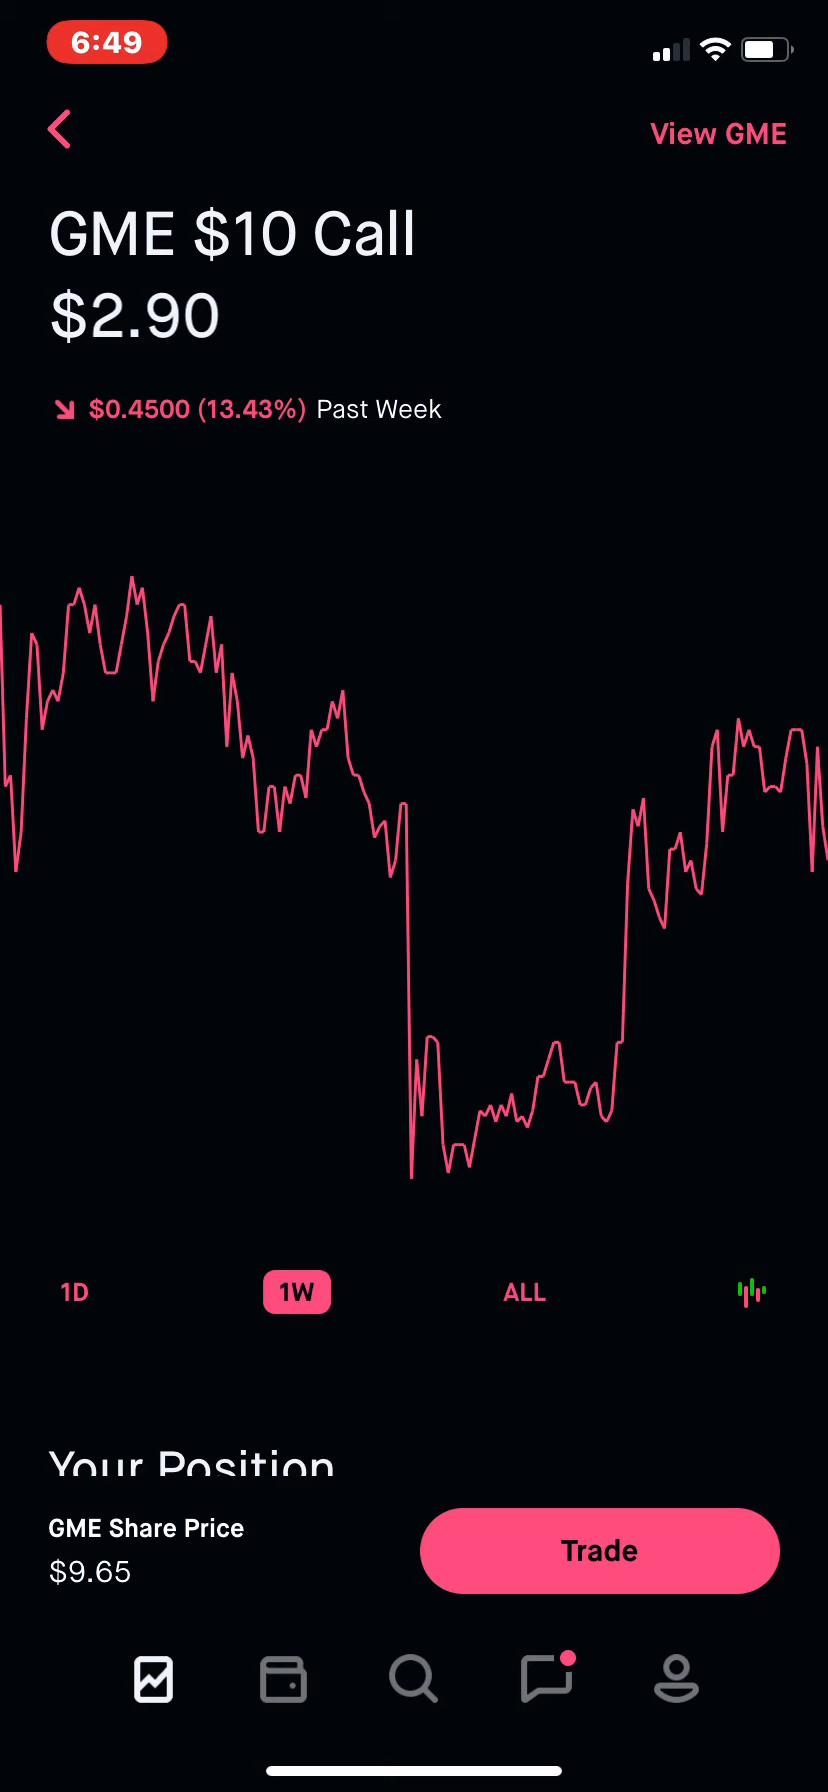 6:49
View GME
GME $10 Call
$2.90
$0.4500 (13.43%) Past Week
1D
1W
ALL
Your Position
GME Share Price
$9.65
Trade